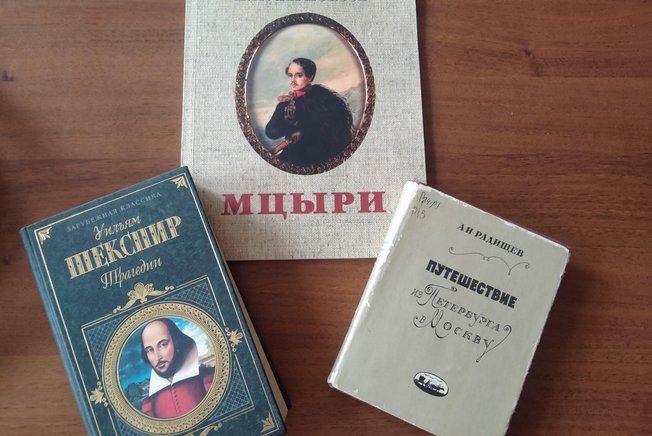 МЦЫРИ
ЗАРУБЕЖНАЯ КЛАССИКА
Уильям
ШЕКСПИР
Трагедии
А.Н.РАДИЩЕВ
ПУТЕШЕСТВИЕ
ИЗ ПЕТЕРБУРГА
В МОСКВУ